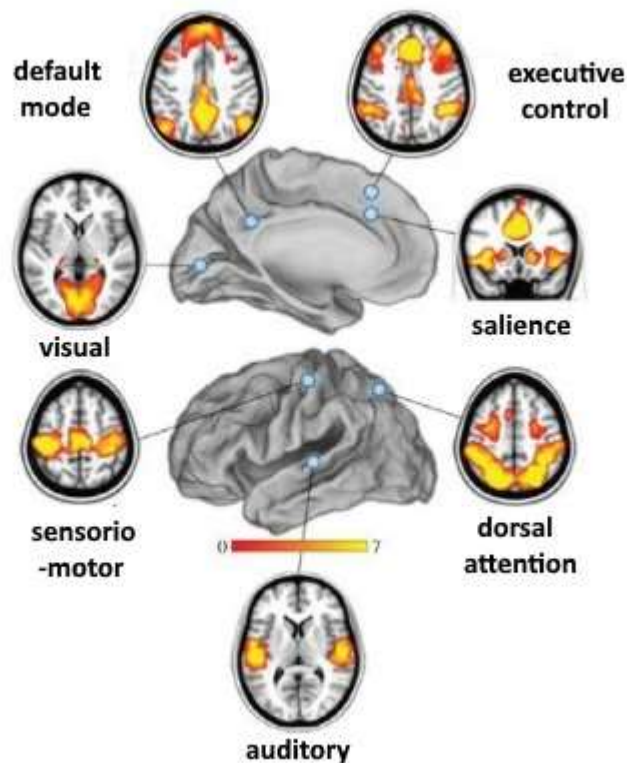 default
mode
executive
control
visual
salience
sensorio
-motor
dorsal
attention
0 7
auditory